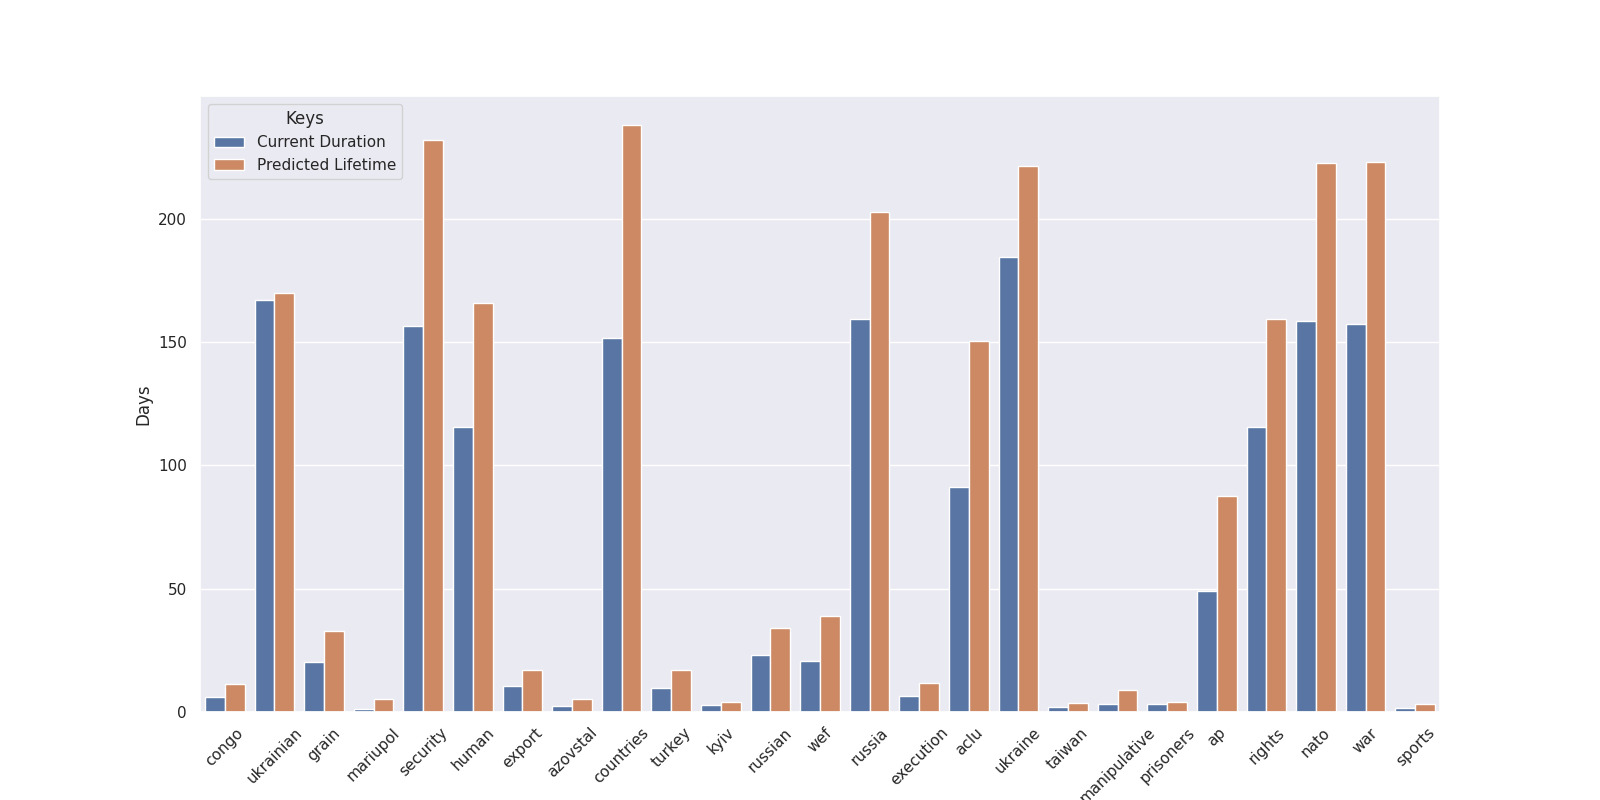 Keys
Current Duration
Predicted Lifetime
Days
200
150
100
50
0
congo
ukrainian
grain
mariupol
security
human
export
azovstal
countries
turkey
kyiv
russian
wef
russia
execution
aclu
ukraine
taiwan
manipulative
prisoners
ap
rights
nato
war
sports